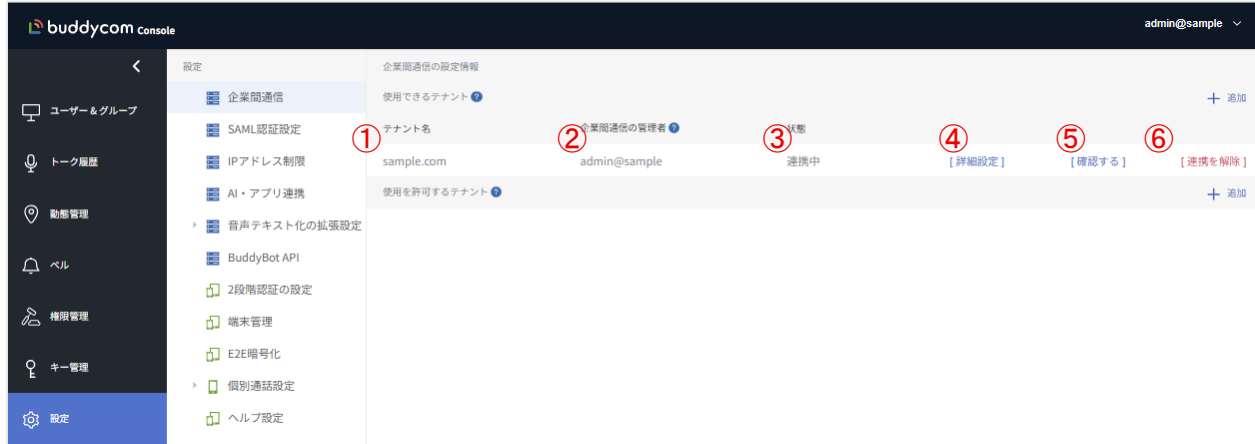 buddycom Console
admin@sample
ユーザー＆グループ
トーク履歴
動態管理
ベル
権限管理
キー管理
設定
設定
企業間通信
SAML認証設定
IPアドレス制限
AI・アプリ連携
音声テキスト化の拡張設定
BuddyBot API
2段階認証の設定
端末管理
E2E暗号化
個別通話設定
ヘルプ設定
企業間通信の設定情報
使用できるテナント ?
＋ 追加
① テナント名 ② 企業間通信の管理者 ? ③ 状態 ④ ⑤ ⑥
sample.com admin@sample 連携中 [ 詳細設定 ] [ 確認する ] [ 連携を解除 ]
使用を許可するテナント ?
＋ 追加